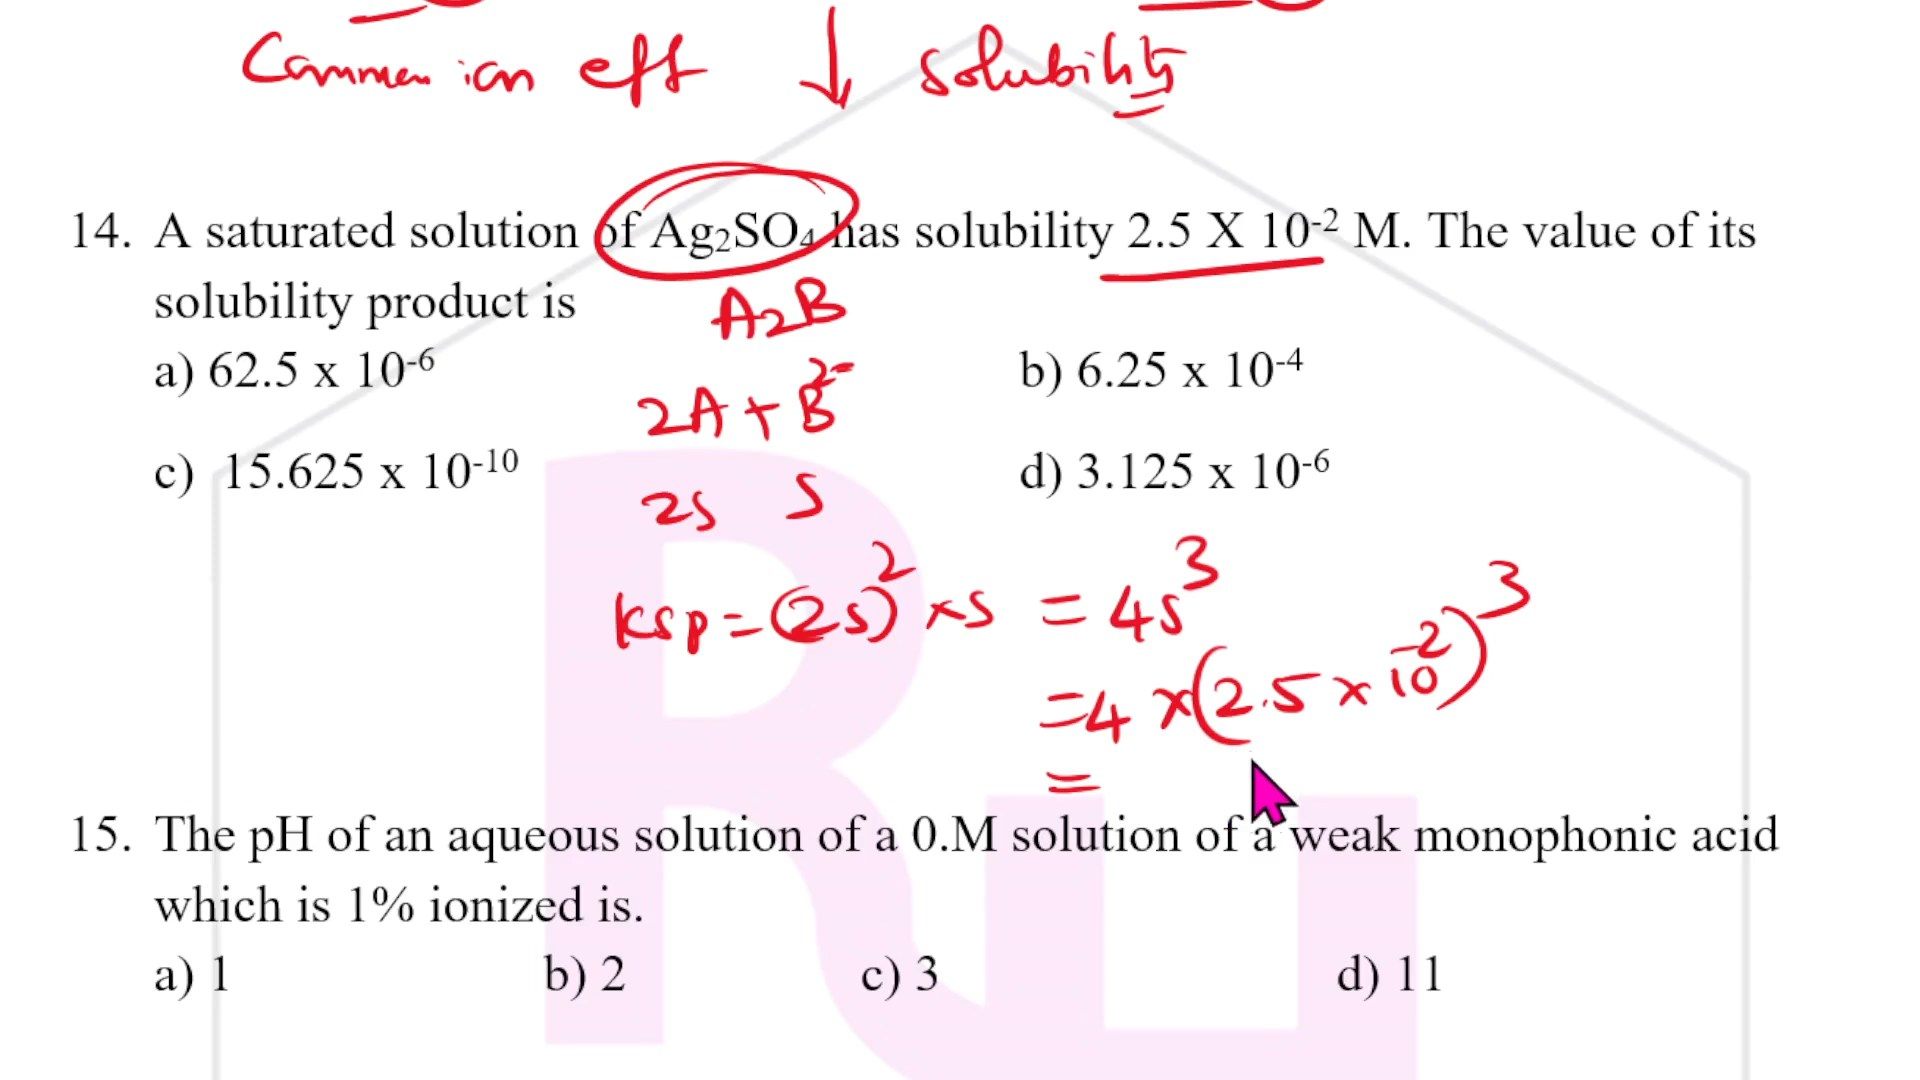 Common ion eff ↓ solubility
14. A saturated solution of Ag₂SO₄ has solubility 2.5 X 10⁻² M. The value of its
solubility product is
A₂B
a) 62.5 x 10⁻⁶
b) 6.25 x 10⁻⁴
2A + B²⁻
c) 15.625 x 10⁻¹⁰
d) 3.125 x 10⁻⁶
2s s
ksp = (2s)² × s = 4s³
= 4 × (2.5 × 10⁻²)³
=
15. The pH of an aqueous solution of a 0.M solution of a weak monophonic acid
which is 1% ionized is.
a) 1 b) 2 c) 3 d) 11